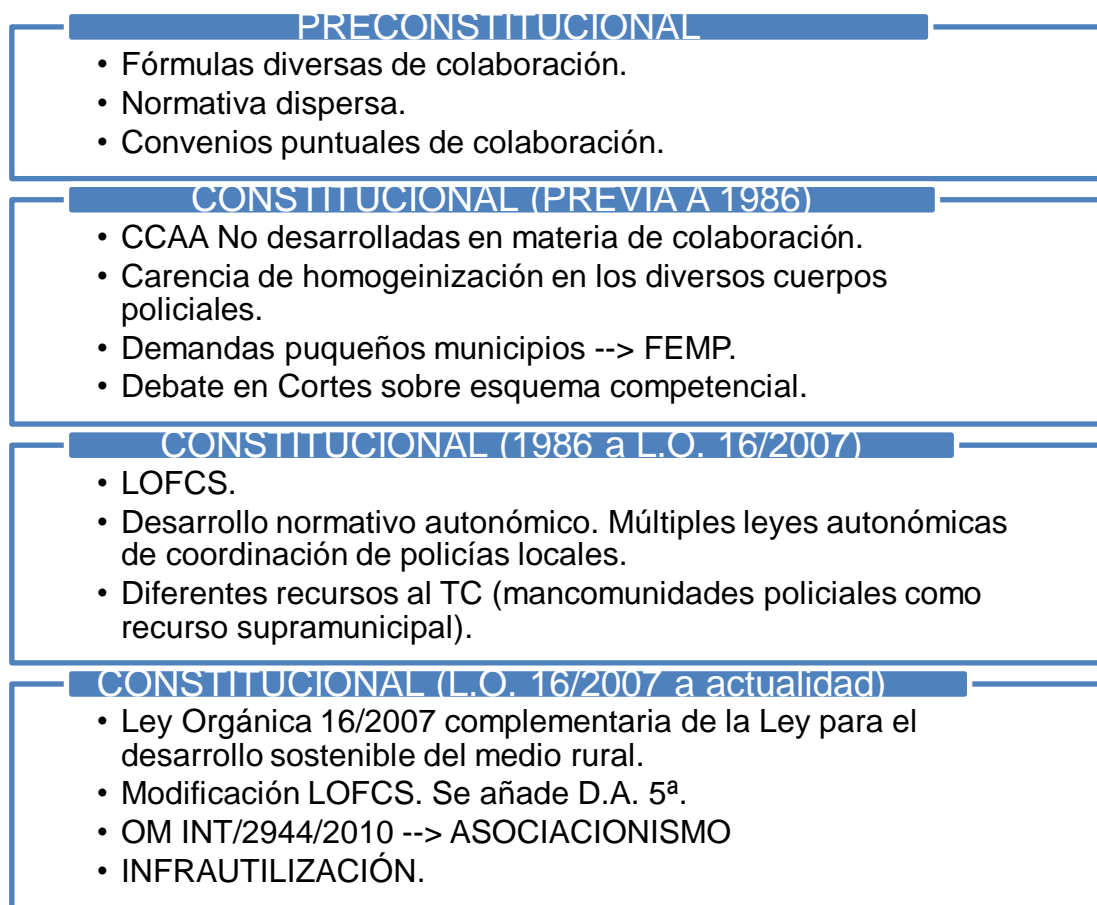 PRECONSTITUCIONAL
• Fórmulas diversas de colaboración.
• Normativa dispersa.
• Convenios puntuales de colaboración.
CONSTITUCIONAL (PREVIA A 1986)
• CCAA No desarrolladas en materia de colaboración.
• Carencia de homogeinización en los diversos cuerpos
policiales.
• Demandas puqueños municipios --> FEMP.
• Debate en Cortes sobre esquema competencial.
CONSTITUCIONAL (1986 a L.O. 16/2007)
• LOFCS.
• Desarrollo normativo autonómico. Múltiples leyes autonómicas
de coordinación de policías locales.
• Diferentes recursos al TC (mancomunidades policiales como
recurso supramunicipal).
CONSTITUCIONAL (L.O. 16/2007 a actualidad)
• Ley Orgánica 16/2007 complementaria de la Ley para el
desarrollo sostenible del medio rural.
• Modificación LOFCS. Se añade D.A. 5ª.
• OM INT/2944/2010 --> ASOCIACIONISMO
• INFRAUTILIZACIÓN.